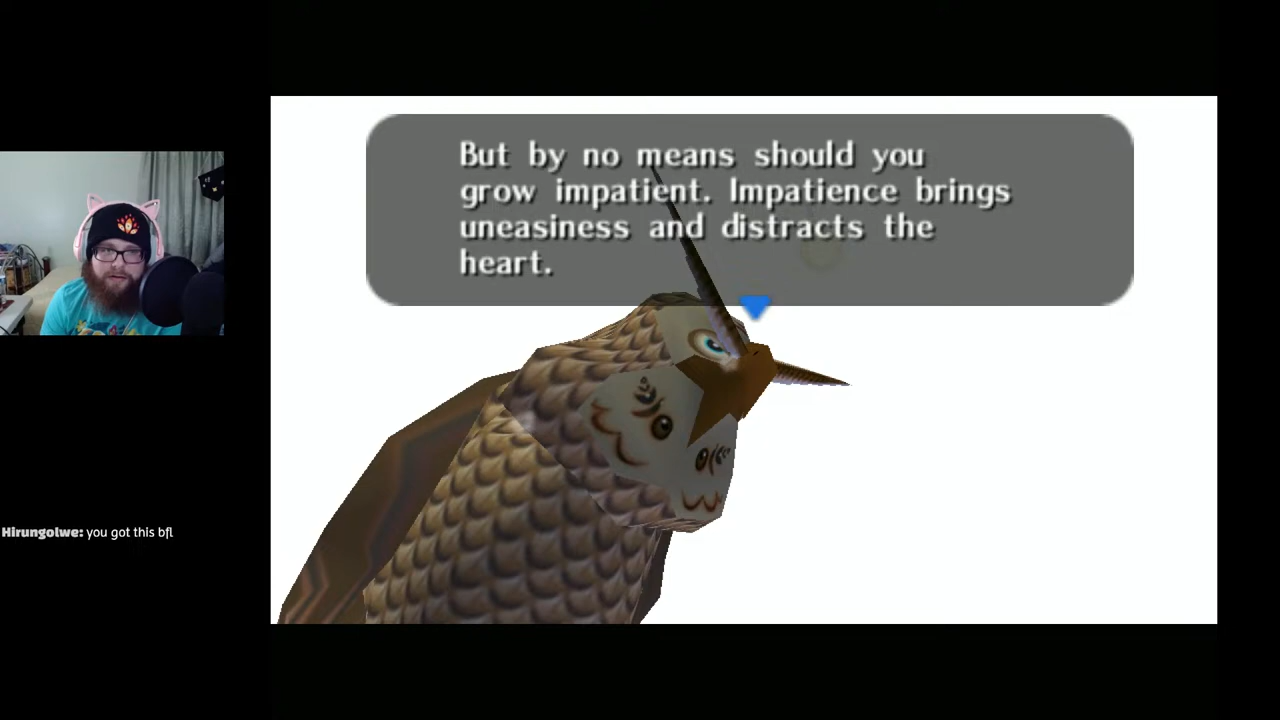 But by no means should you
grow impatient. Impatience brings
uneasiness and distracts the
heart.
Hirungolwe: you got this bfl